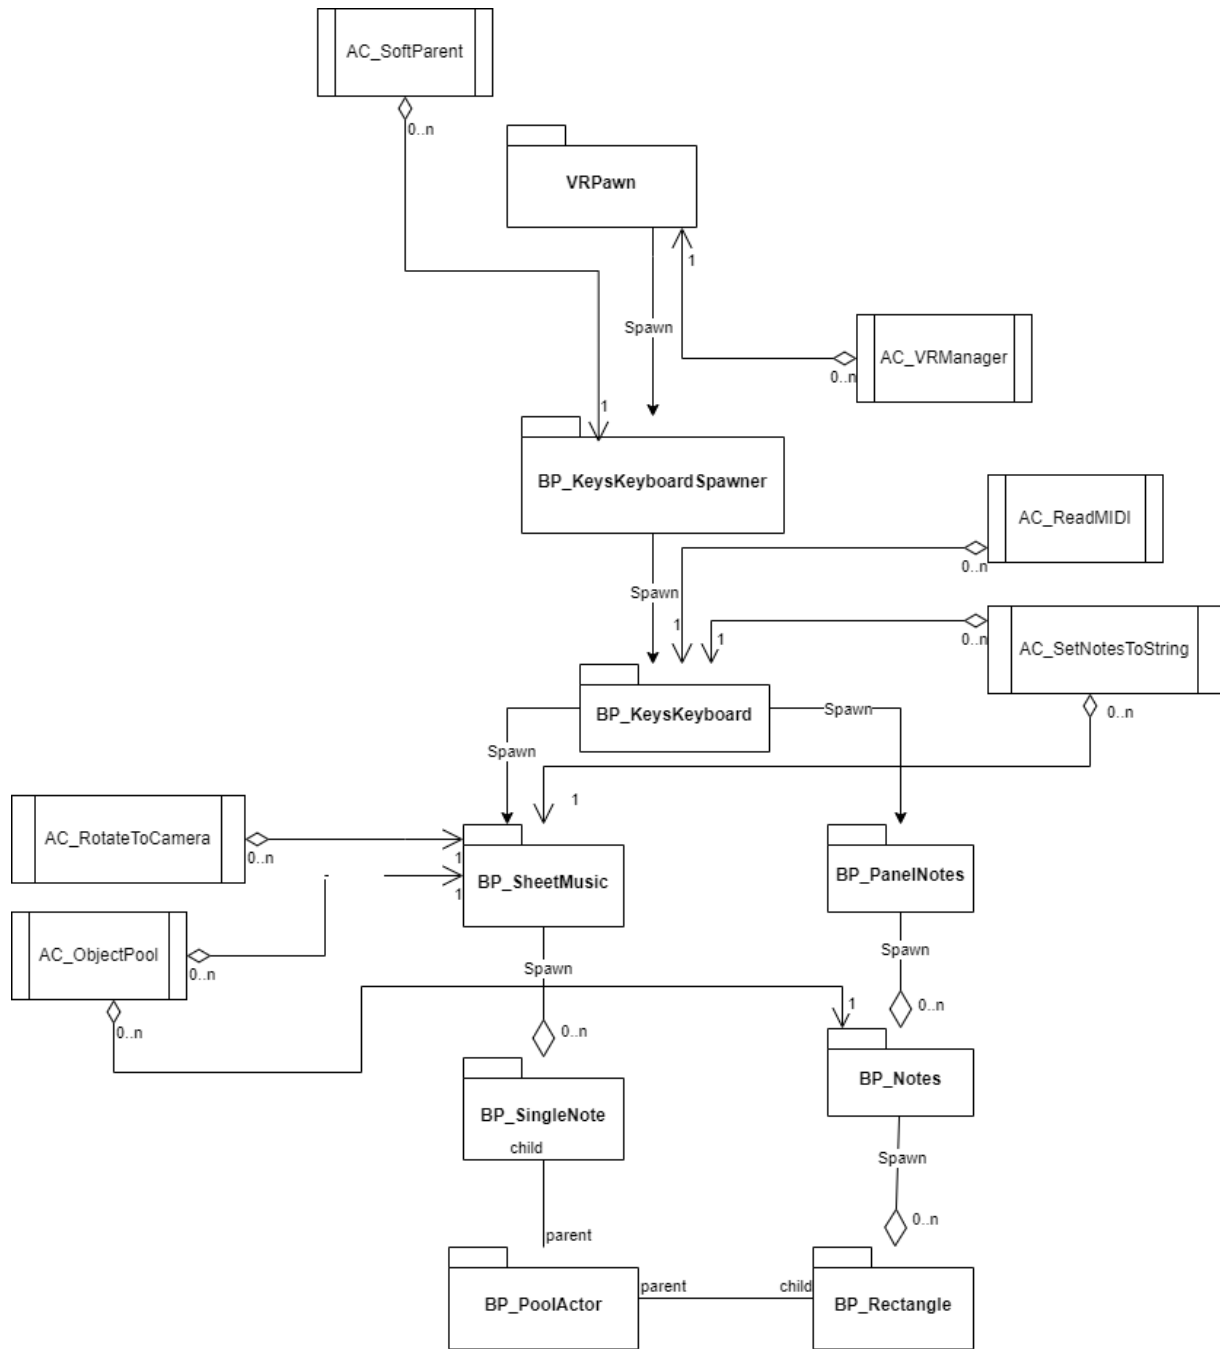 AC_SoftParent
0..n
VRPawn
1
Spawn
AC_VRManager
0..n
1
BP_KeysKeyboardSpawner
AC_ReadMIDI
0..n
Spawn
1
1
0..n
AC_SetNotesToString
0..n
BP_KeysKeyboard
Spawn
Spawn
1
AC_RotateToCamera
0..n
1
BP_SheetMusic
1
BP_PanelNotes
AC_ObjectPool
0..n
Spawn
Spawn
0..n
1
0..n
0..n
BP_Notes
BP_SingleNote
child
Spawn
0..n
parent
BP_PoolActor
parent
child
BP_Rectangle